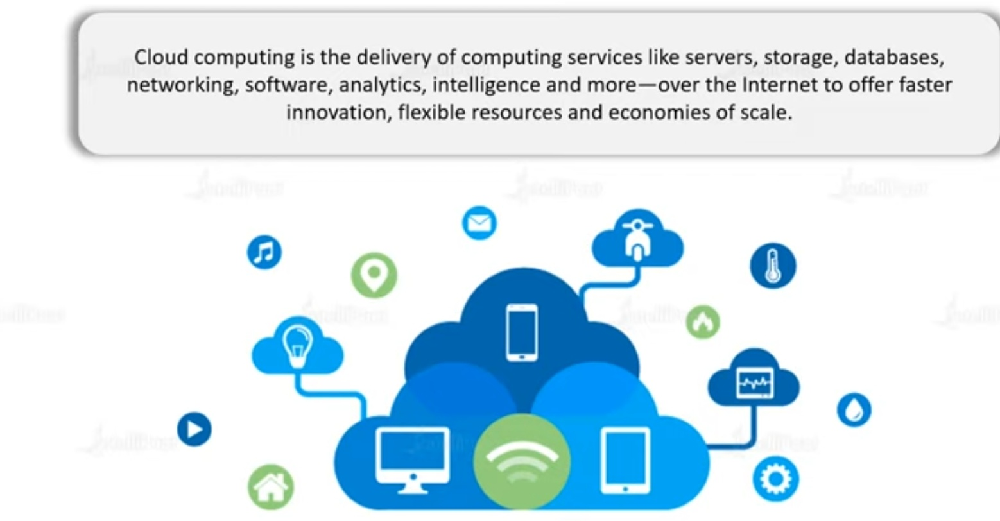 Cloud computing is the delivery of computing services like servers, storage, databases,
networking, software, analytics, intelligence and more—over the Internet to offer faster
innovation, flexible resources and economies of scale.